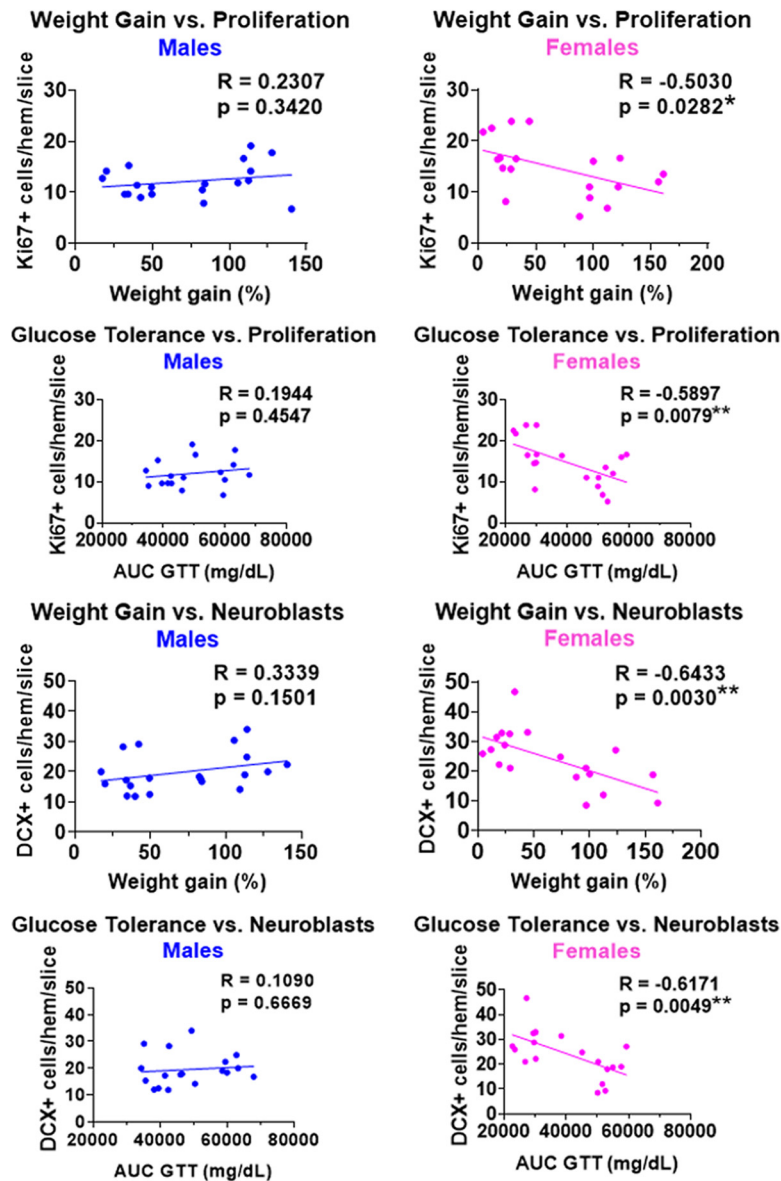 Weight Gain vs. Proliferation
Males
R = 0.2307
p = 0.3420
Ki67+ cells/hem/slice
30
20
10
0
0 50 100 150
Weight gain (%)
Weight Gain vs. Proliferation
Females
R = -0.5030
p = 0.0282*
Ki67+ cells/hem/slice
30
20
10
0
0 50 100 150 200
Weight gain (%)
Glucose Tolerance vs. Proliferation
Males
R = 0.1944
p = 0.4547
Ki67+ cells/hem/slice
30
20
10
0
20000 40000 60000 80000
AUC GTT (mg/dL)
Glucose Tolerance vs. Proliferation
Females
R = -0.5897
p = 0.0079**
Ki67+ cells/hem/slice
30
20
10
0
20000 40000 60000 80000
AUC GTT (mg/dL)
Weight Gain vs. Neuroblasts
Males
R = 0.3339
p = 0.1501
DCX+ cells/hem/slice
50
40
30
20
10
0
0 50 100 150
Weight gain (%)
Weight Gain vs. Neuroblasts
Females
R = -0.6433
p = 0.0030**
DCX+ cells/hem/slice
50
40
30
20
10
0
0 50 100 150 200
Weight gain (%)
Glucose Tolerance vs. Neuroblasts
Males
R = 0.1090
p = 0.6669
DCX+ cells/hem/slice
50
40
30
20
10
0
20000 40000 60000 80000
AUC GTT (mg/dL)
Glucose Tolerance vs. Neuroblasts
Females
R = -0.6171
p = 0.0049**
DCX+ cells/hem/slice
50
40
30
20
10
0
20000 40000 60000 80000
AUC GTT (mg/dL)